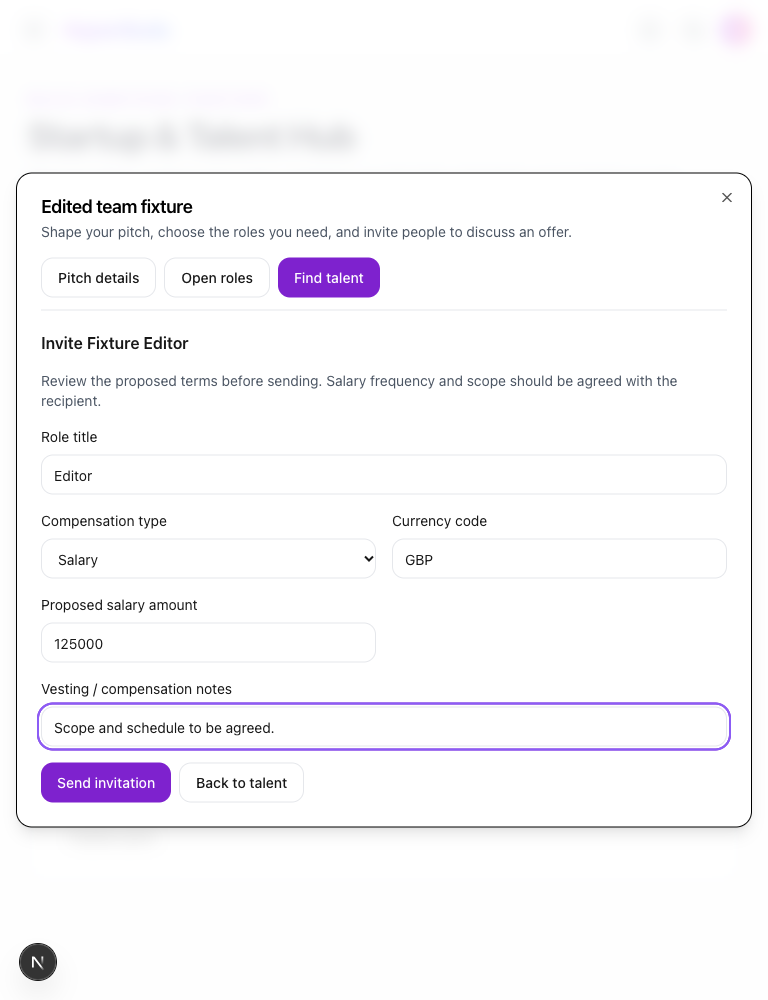 Startup & Talent Hub
Edited team fixture
Shape your pitch, choose the roles you need, and invite people to discuss an offer.
Pitch details
Open roles
Find talent
Invite Fixture Editor
Review the proposed terms before sending. Salary frequency and scope should be agreed with the
recipient.
Role title
Editor
Compensation type
Currency code
Salary
GBP
Proposed salary amount
125000
Vesting / compensation notes
Scope and schedule to be agreed.
Send invitation
Back to talent
N